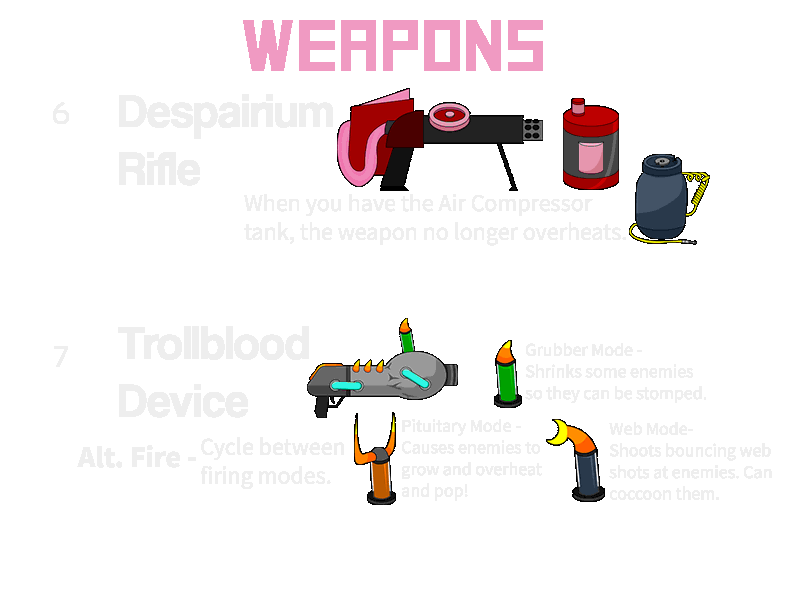 WEAPONS
6 Despairium
Rifle
When you have the Air Compressor
tank, the weapon no longer overheats.
7 Trollblood
Device
Alt. Fire - Cycle between
firing modes.
Grubber Mode -
Shrinks some enemies
so they can be stomped.
Pituitary Mode -
Causes enemies to
grow and overheat
and pop!
Web Mode-
Shoots bouncing web
shots at enemies. Can
coccoon them.